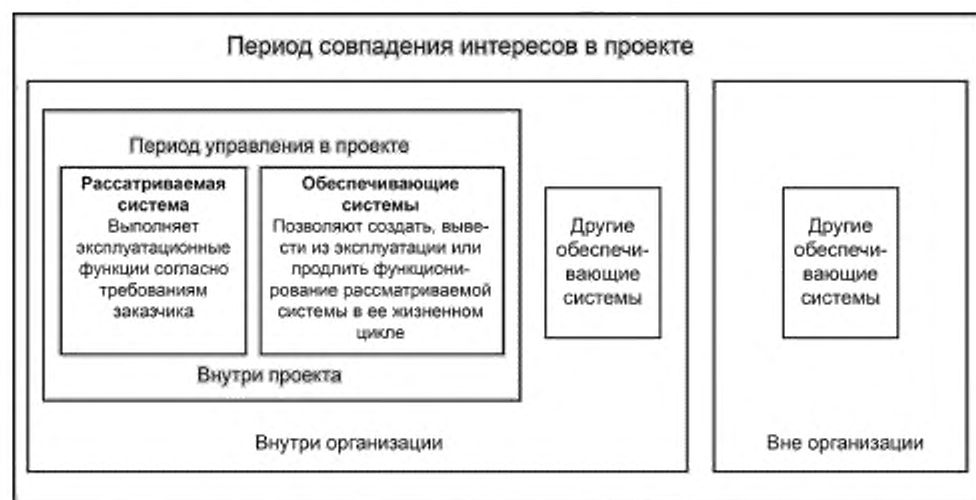 Период совпадения интересов в проекте
Период управления в проекте
Рассатриваемая
система
Выполняет
эксплуатационные
функции согласно
требованиям
заказчика
Обеспечивающие
системы
Позволяют создать, выве-
сти из эксплуатации или
продлить функциони-
рование рассматриваемой
системы в ее жизненном
цикле
Внутри проекта
Другие
обеспечи-
вающие
системы
Внутри организации
Другие
обеспечи-
вающие
системы
Вне организации